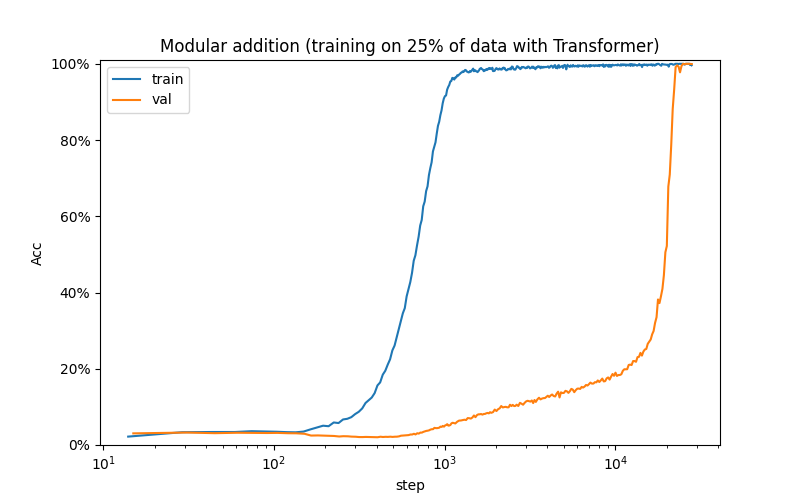 Modular addition (training on 25% of data with Transformer)
100%
80%
60%
40%
20%
0%
Acc
train
val
10¹
10²
10³
10⁴
step